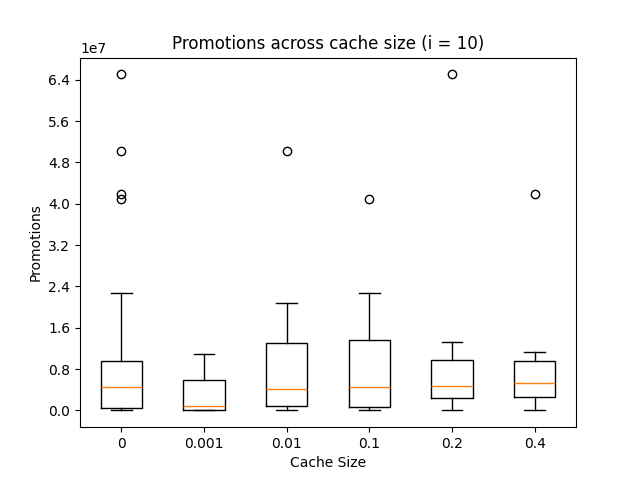 Promotions across cache size (i = 10)
1e7
6.4
5.6
4.8
4.0
3.2
2.4
1.6
0.8
0.0
Promotions
0 0.001 0.01 0.1 0.2 0.4
Cache Size